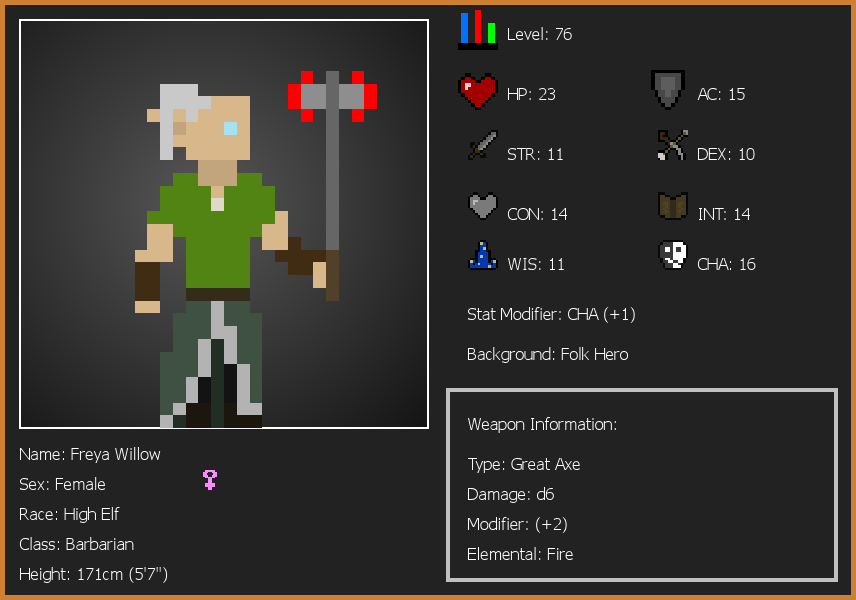 Level: 76
HP: 23
AC: 15
STR: 11
DEX: 10
CON: 14
INT: 14
WIS: 11
CHA: 16
Stat Modifier: CHA (+1)
Background: Folk Hero
Weapon Information:
Type: Great Axe
Damage: d6
Modifier: (+2)
Elemental: Fire
Name: Freya Willow
Sex: Female
Race: High Elf
Class: Barbarian
Height: 171cm (5'7")